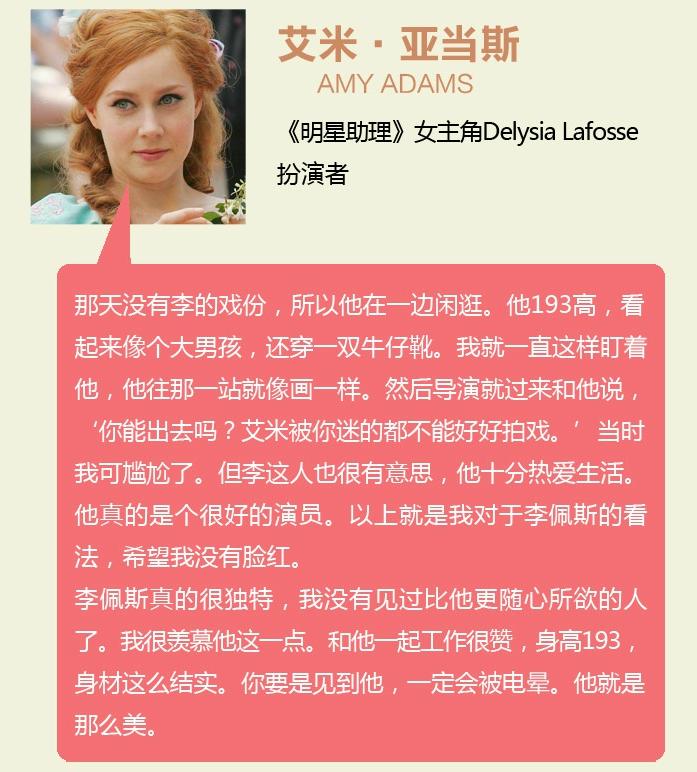 艾米·亚当斯
AMY ADAMS
《明星助理》女主角Delysia Lafosse
扮演者
那天没有李的戏份，所以他在一边闲逛。他193高，看
起来像个大男孩，还穿一双牛仔靴。我就一直这样盯着
他，他往那一站就像画一样。然后导演就过来和他说，
‘你能出去吗？艾米被你迷的都不能好好拍戏。’当时
我可尴尬了。但李这人也很有意思，他十分热爱生活。
他真的是个很好的演员。以上就是我对于李佩斯的看
法，希望我没有脸红。
李佩斯真的很独特，我没有见过比他更随心所欲的人
了。我很羡慕他这一点。和他一起工作很赞，身高193，
身材这么结实。你要是见到他，一定会被电晕。他就是
那么美。